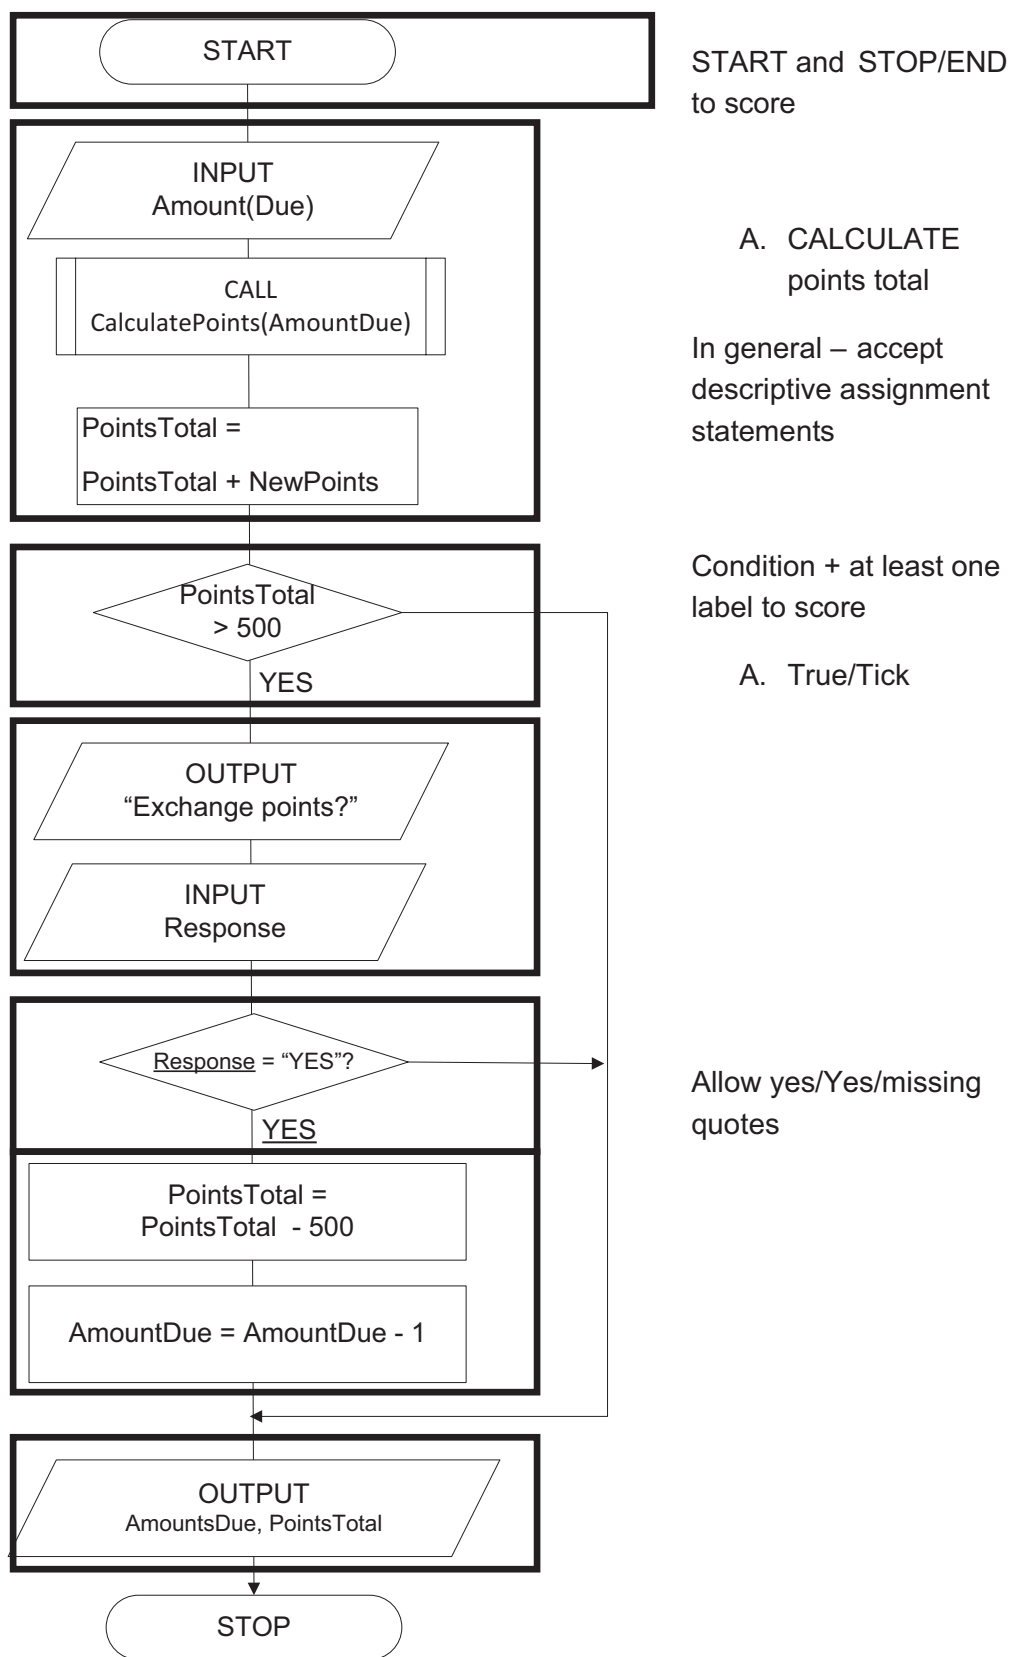 START
START and STOP/END
to score
INPUT
Amount(Due)
A. CALCULATE
points total
CALL
CalculatePoints(AmountDue)
In general – accept
descriptive assignment
statements
PointsTotal =
PointsTotal + NewPoints
Condition + at least one
label to score
PointsTotal
> 500
A. True/Tick
YES
OUTPUT
“Exchange points?”
INPUT
Response
Response = “YES”?
Allow yes/Yes/missing
quotes
YES
PointsTotal =
PointsTotal - 500
AmountDue = AmountDue - 1
OUTPUT
AmountsDue, PointsTotal
STOP